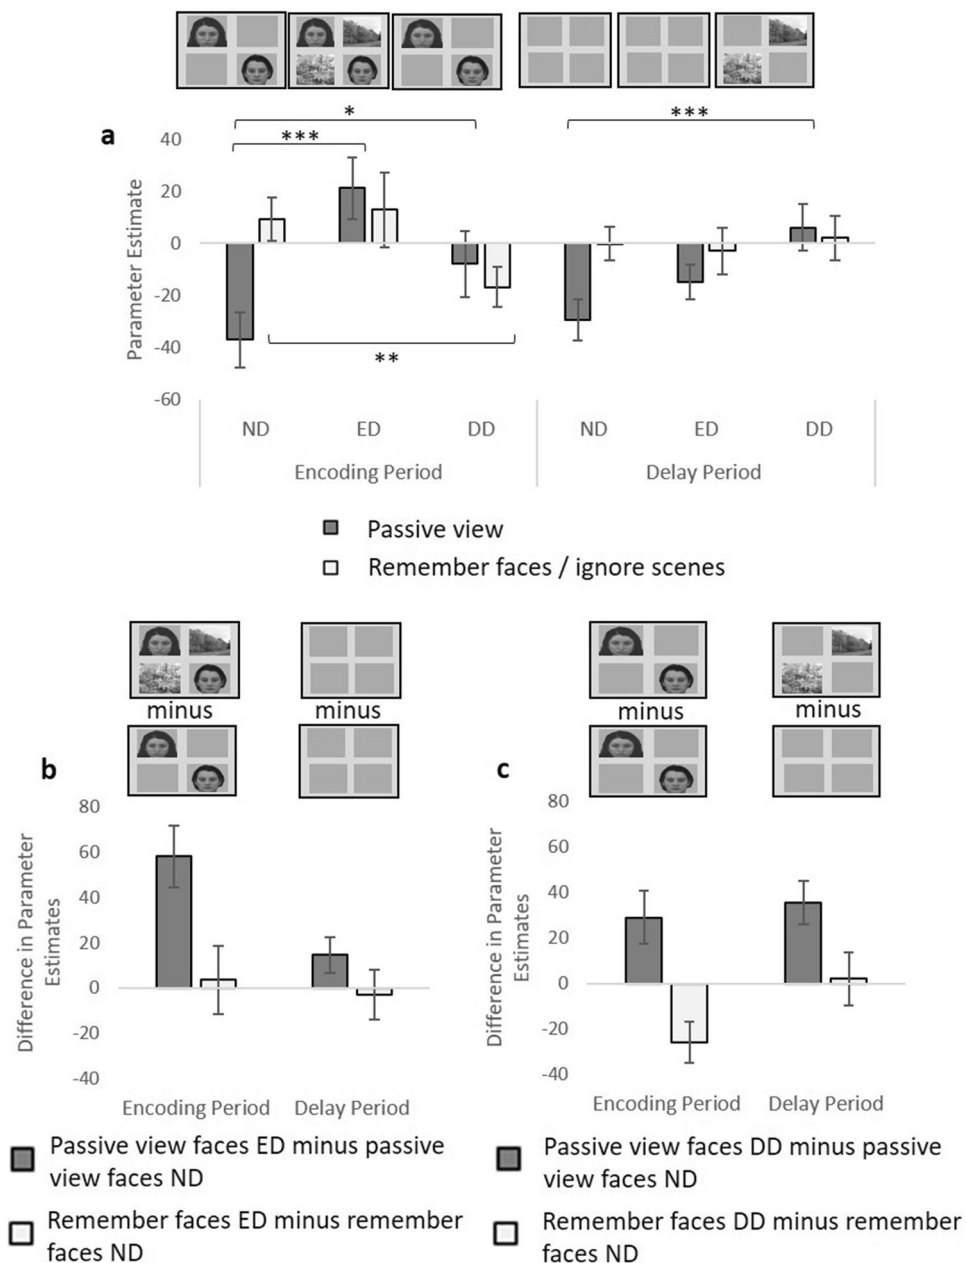 a
*
***
***
40
20
0
-20
-40
-60
Parameter Estimate
**
ND
ED
DD
ND
ED
DD
Encoding Period
Delay Period
Passive view
Remember faces / ignore scenes
minus
minus
minus
minus
b
80
60
40
20
0
-20
-40
Difference in Parameter
Estimates
Encoding Period
Delay Period
Passive view faces ED minus passive
view faces ND
Remember faces ED minus remember
faces ND
c
80
60
40
20
0
-20
-40
Difference in Parameter
Estimates
Encoding Period
Delay Period
Passive view faces DD minus passive
view faces ND
Remember faces DD minus remember
faces ND